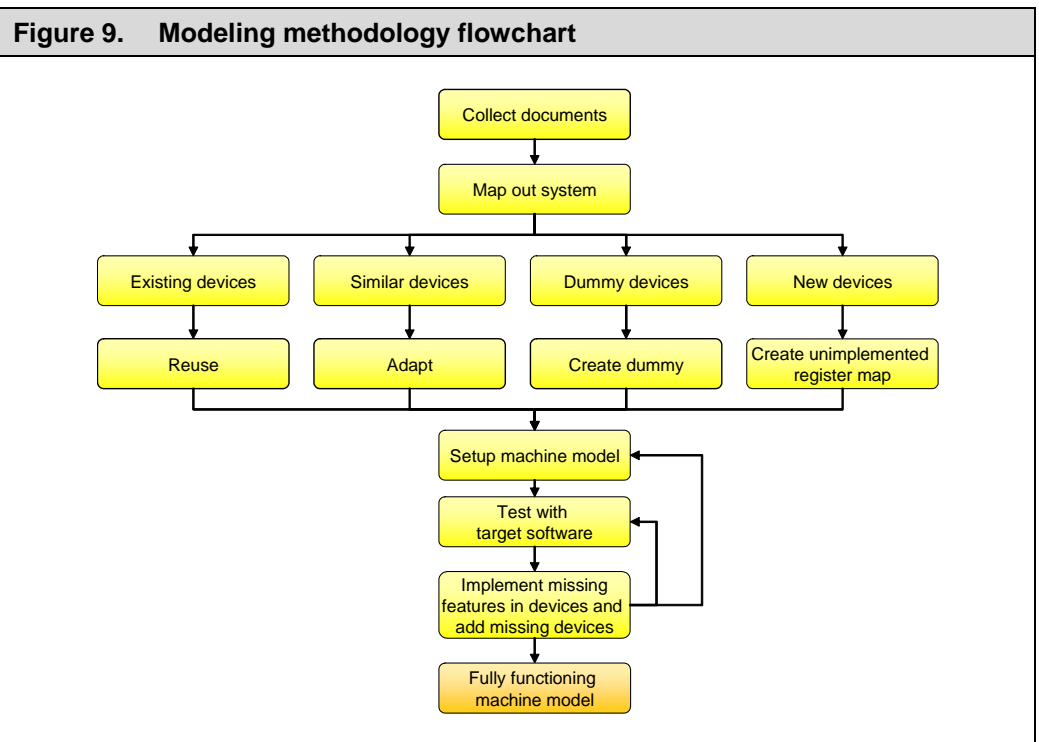 Figure 9. Modeling methodology flowchart
Collect documents
Map out system
Existing devices
Similar devices
Dummy devices
New devices
Reuse
Adapt
Create dummy
Create unimplemented
register map
Setup machine model
Test with
target software
Implement missing
features in devices and
add missing devices
Fully functioning
machine model